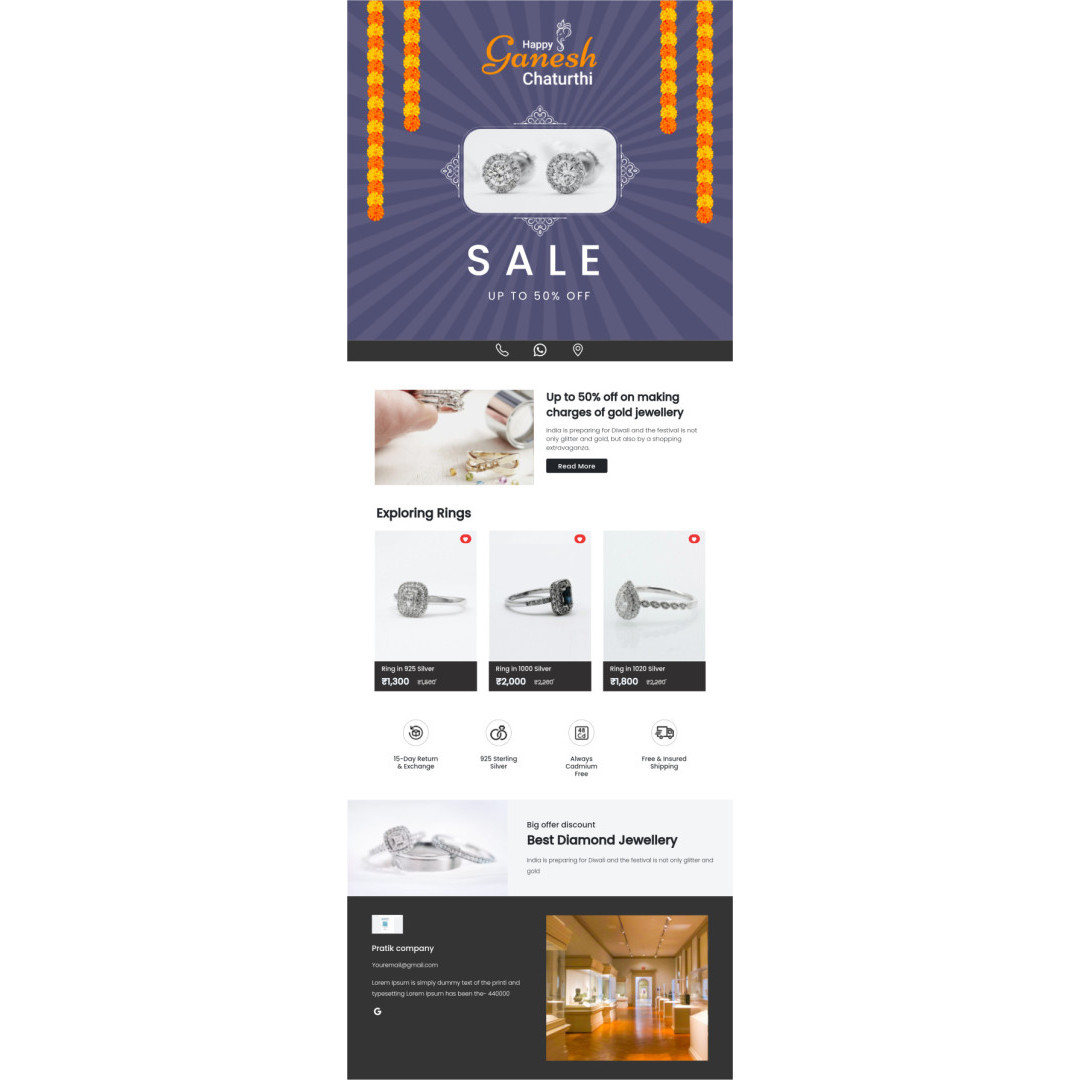 Happy
Ganesh
Chaturthi
SALE
UP TO 50% OFF
Up to 50% off on making
charges of gold jewellery
India is preparing for Diwali and the festival is not
only glitter and gold, but also by a shopping
extravaganza.
Read More
Exploring Rings
Ring in 925 Silver
₹1,300 ₹1,500
Ring in 1000 Silver
₹2,000 ₹2,200
Ring in 1020 Silver
₹1,800 ₹2,200
48
Cd
15-Day Return
& Exchange
925 Sterling
Silver
Always
Cadmium
Free
Free & Insured
Shipping
Big offer discount
Best Diamond Jewellery
India is preparing for Diwali and the festival is not only glitter and
gold
Pratik company
Youremail@gmail.com
Lorem Ipsum is simply dummy text of the printi and
typesetting Lorem Ipsum has been the- 440000
G